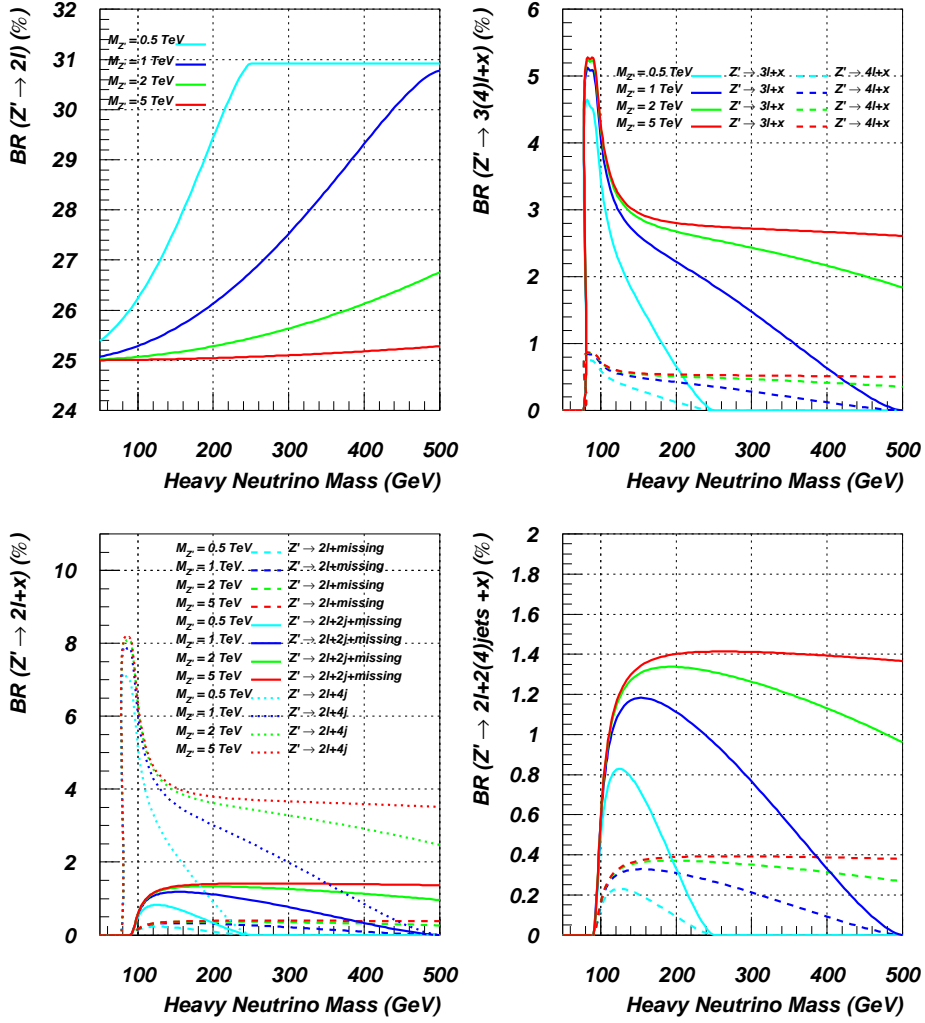 BR (Z' → 2l) (%)
32
31
30
29
28
27
26
25
24
M_Z' = 0.5 TeV
M_Z' = 1 TeV
M_Z' = 2 TeV
M_Z' = 5 TeV
100 200 300 400 500
Heavy Neutrino Mass (GeV)
BR (Z' → 3(4)l+x) (%)
6
5
4
3
2
1
0
M_Z' = 0.5 TeV Z' → 3l+x Z' → 4l+x
M_Z' = 1 TeV Z' → 3l+x Z' → 4l+x
M_Z' = 2 TeV Z' → 3l+x Z' → 4l+x
M_Z' = 5 TeV Z' → 3l+x Z' → 4l+x
100 200 300 400 500
Heavy Neutrino Mass (GeV)
BR (Z' → 2l+x) (%)
10
8
6
4
2
0
M_Z' = 0.5 TeV Z' → 2l+missing
M_Z' = 1 TeV Z' → 2l+missing
M_Z' = 2 TeV Z' → 2l+missing
M_Z' = 5 TeV Z' → 2l+missing
M_Z' = 0.5 TeV Z' → 2l+2j+missing
M_Z' = 1 TeV Z' → 2l+2j+missing
M_Z' = 2 TeV Z' → 2l+2j+missing
M_Z' = 5 TeV Z' → 2l+2j+missing
M_Z' = 0.5 TeV Z' → 2l+4j
M_Z' = 1 TeV Z' → 2l+4j
M_Z' = 2 TeV Z' → 2l+4j
M_Z' = 5 TeV Z' → 2l+4j
100 200 300 400 500
Heavy Neutrino Mass (GeV)
BR (Z' → 2l+2(4)jets +x) (%)
2
1.8
1.6
1.4
1.2
1
0.8
0.6
0.4
0.2
0
100 200 300 400 500
Heavy Neutrino Mass (GeV)